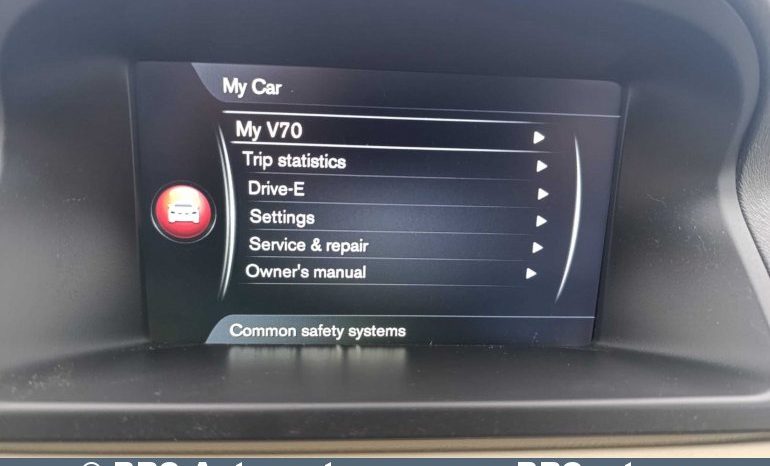 My Car
My V70
Trip statistics
Drive-E
Settings
Service & repair
Owner's manual
Common safety systems